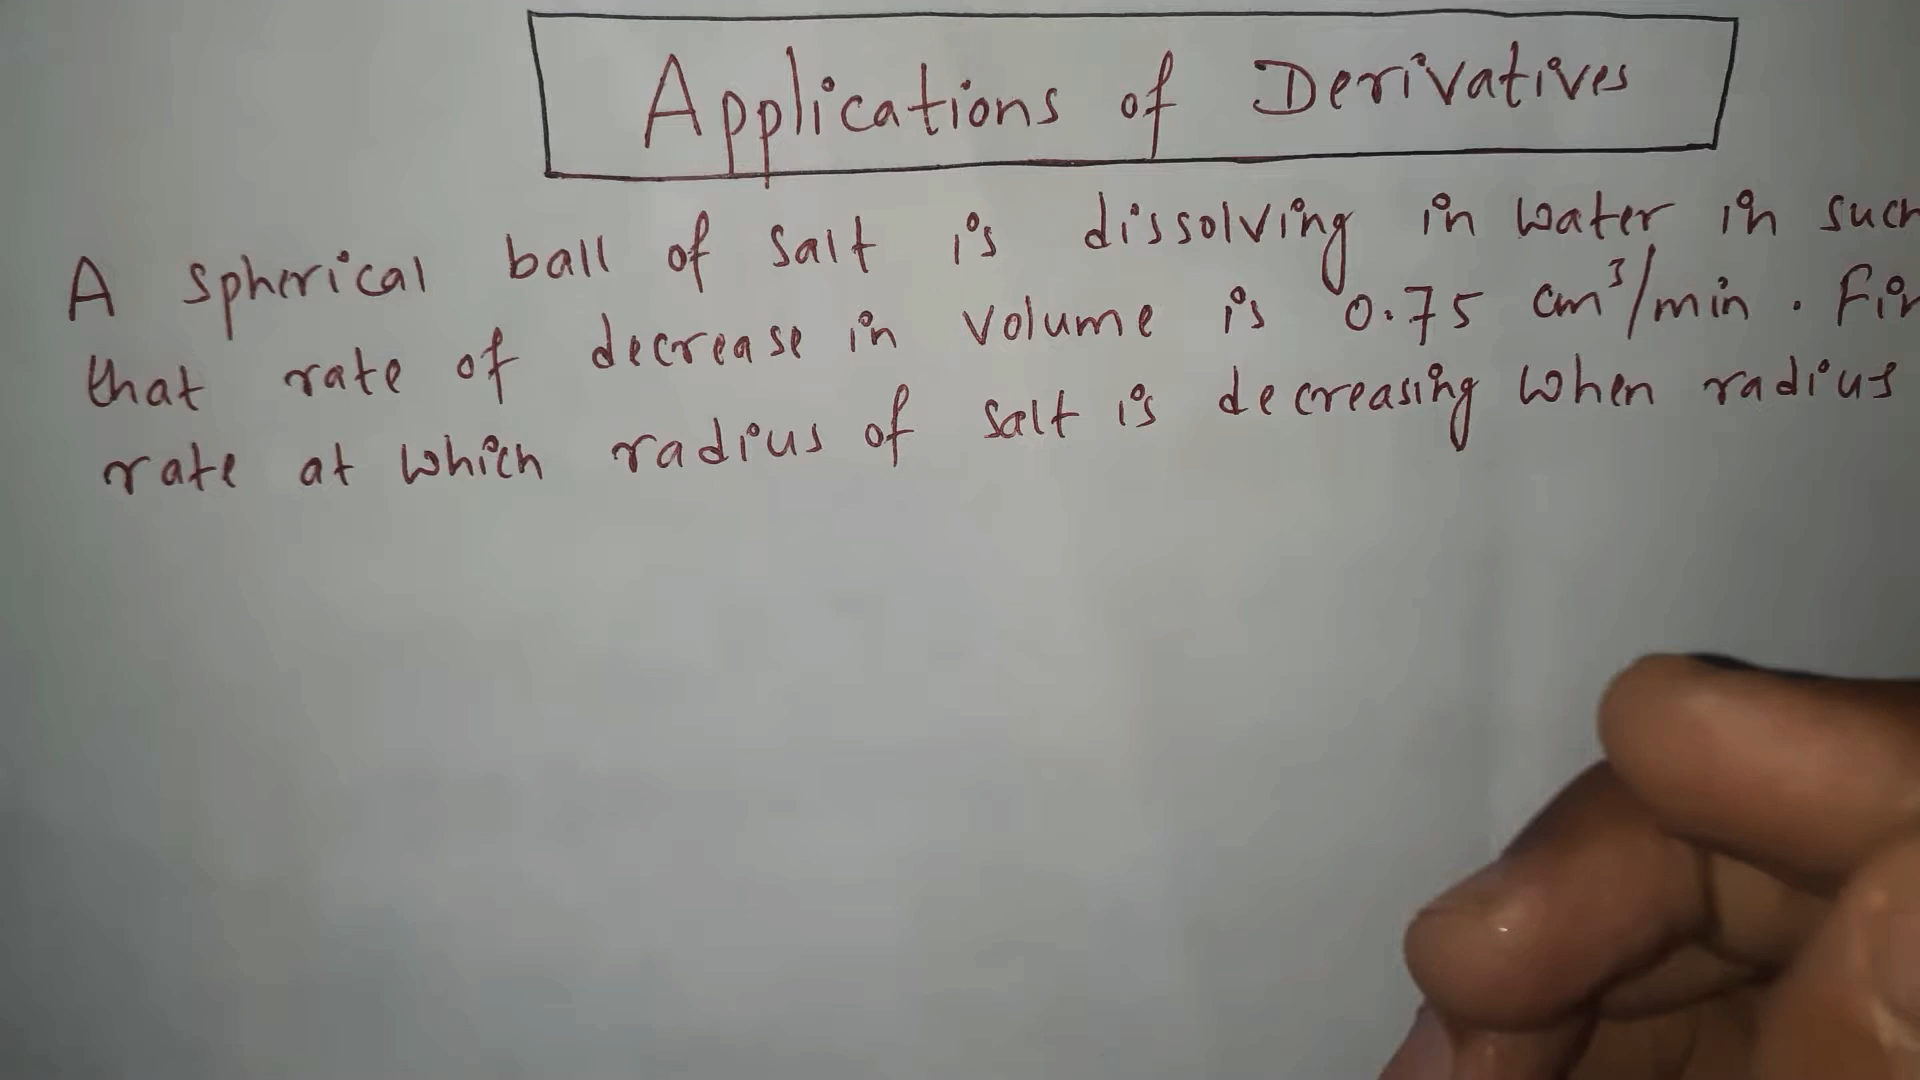 Applications of Derivatives
A spherical ball of salt is dissolving in water in such
that rate of decrease in volume is 0.75 cm³/min. Fin
rate at which radius of salt is decreasing when radius